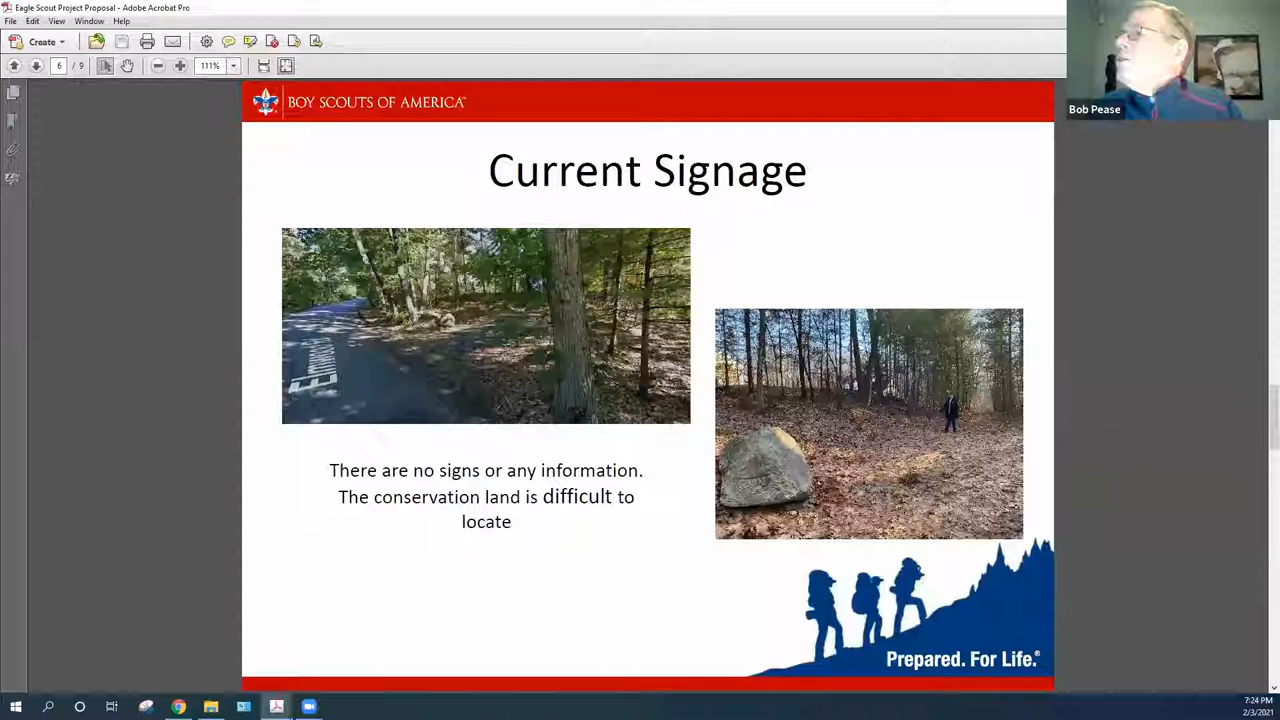 Eagle Scout Project Proposal - Adobe Acrobat Pro
File Edit View Window Help
Create
6 / 9
111%
Bob Pease
BOY SCOUTS OF AMERICA™
Current Signage
There are no signs or any information.
The conservation land is difficult to
locate
Prepared. For Life.®
7:24 PM
2/3/2021